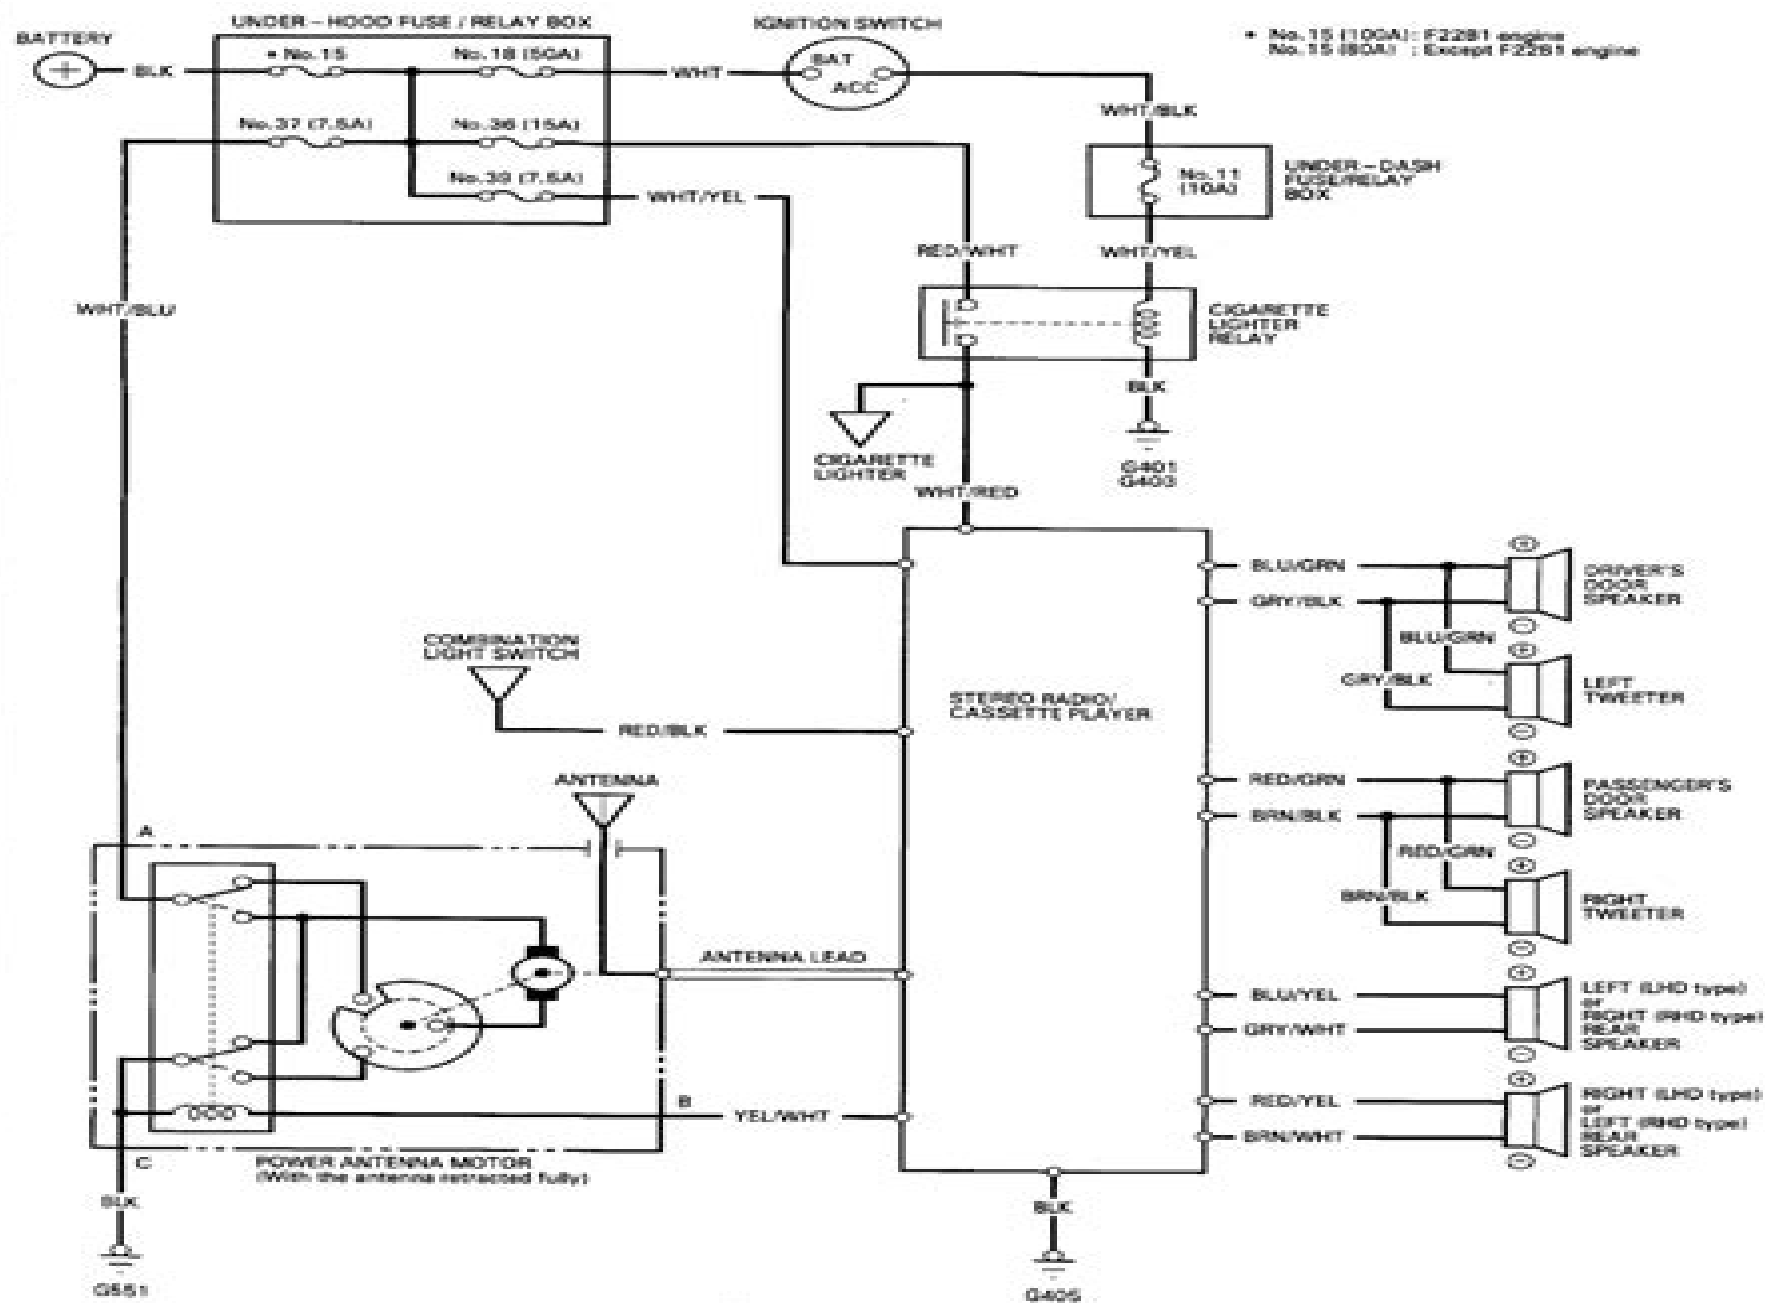 UNDER-HOOD FUSE / RELAY BOX
IGNITION SWITCH
BATTERY
* No.15 (100A): F22B1 engine
No.15 (80A) : Except F22B1 engine
* No.15
No.18 (50A)
BLK
WHT
BAT
ACC
No.37 (7.5A)
No.36 (15A)
WHT/BLK
No.39 (7.5A)
WHT/YEL
No.11
(10A)
UNDER-DASH
FUSE/RELAY
BOX
RED/WHT
WHT/YEL
WHT/BLU
CIGARETTE
LIGHTER
RELAY
BLK
CIGARETTE
LIGHTER
G401
G403
WHT/RED
BLU/GRN
GRY/BLK
DRIVER'S
DOOR
SPEAKER
BLU/GRN
GRY/BLK
LEFT
TWEETER
COMBINATION
LIGHT SWITCH
RED/BLK
STEREO RADIO/
CASSETTE PLAYER
ANTENNA
RED/GRN
BRN/BLK
PASSENGER'S
DOOR
SPEAKER
RED/GRN
BRN/BLK
RIGHT
TWEETER
A
ANTENNA LEAD
BLU/YEL
GRY/WHT
LEFT (LHD type)
or
RIGHT (RHD type)
REAR
SPEAKER
B
YEL/WHT
RED/YEL
BRN/WHT
RIGHT (LHD type)
or
LEFT (RHD type)
REAR
SPEAKER
C
POWER ANTENNA MOTOR
(With the antenna retracted fully)
BLK
BLK
G551
G405